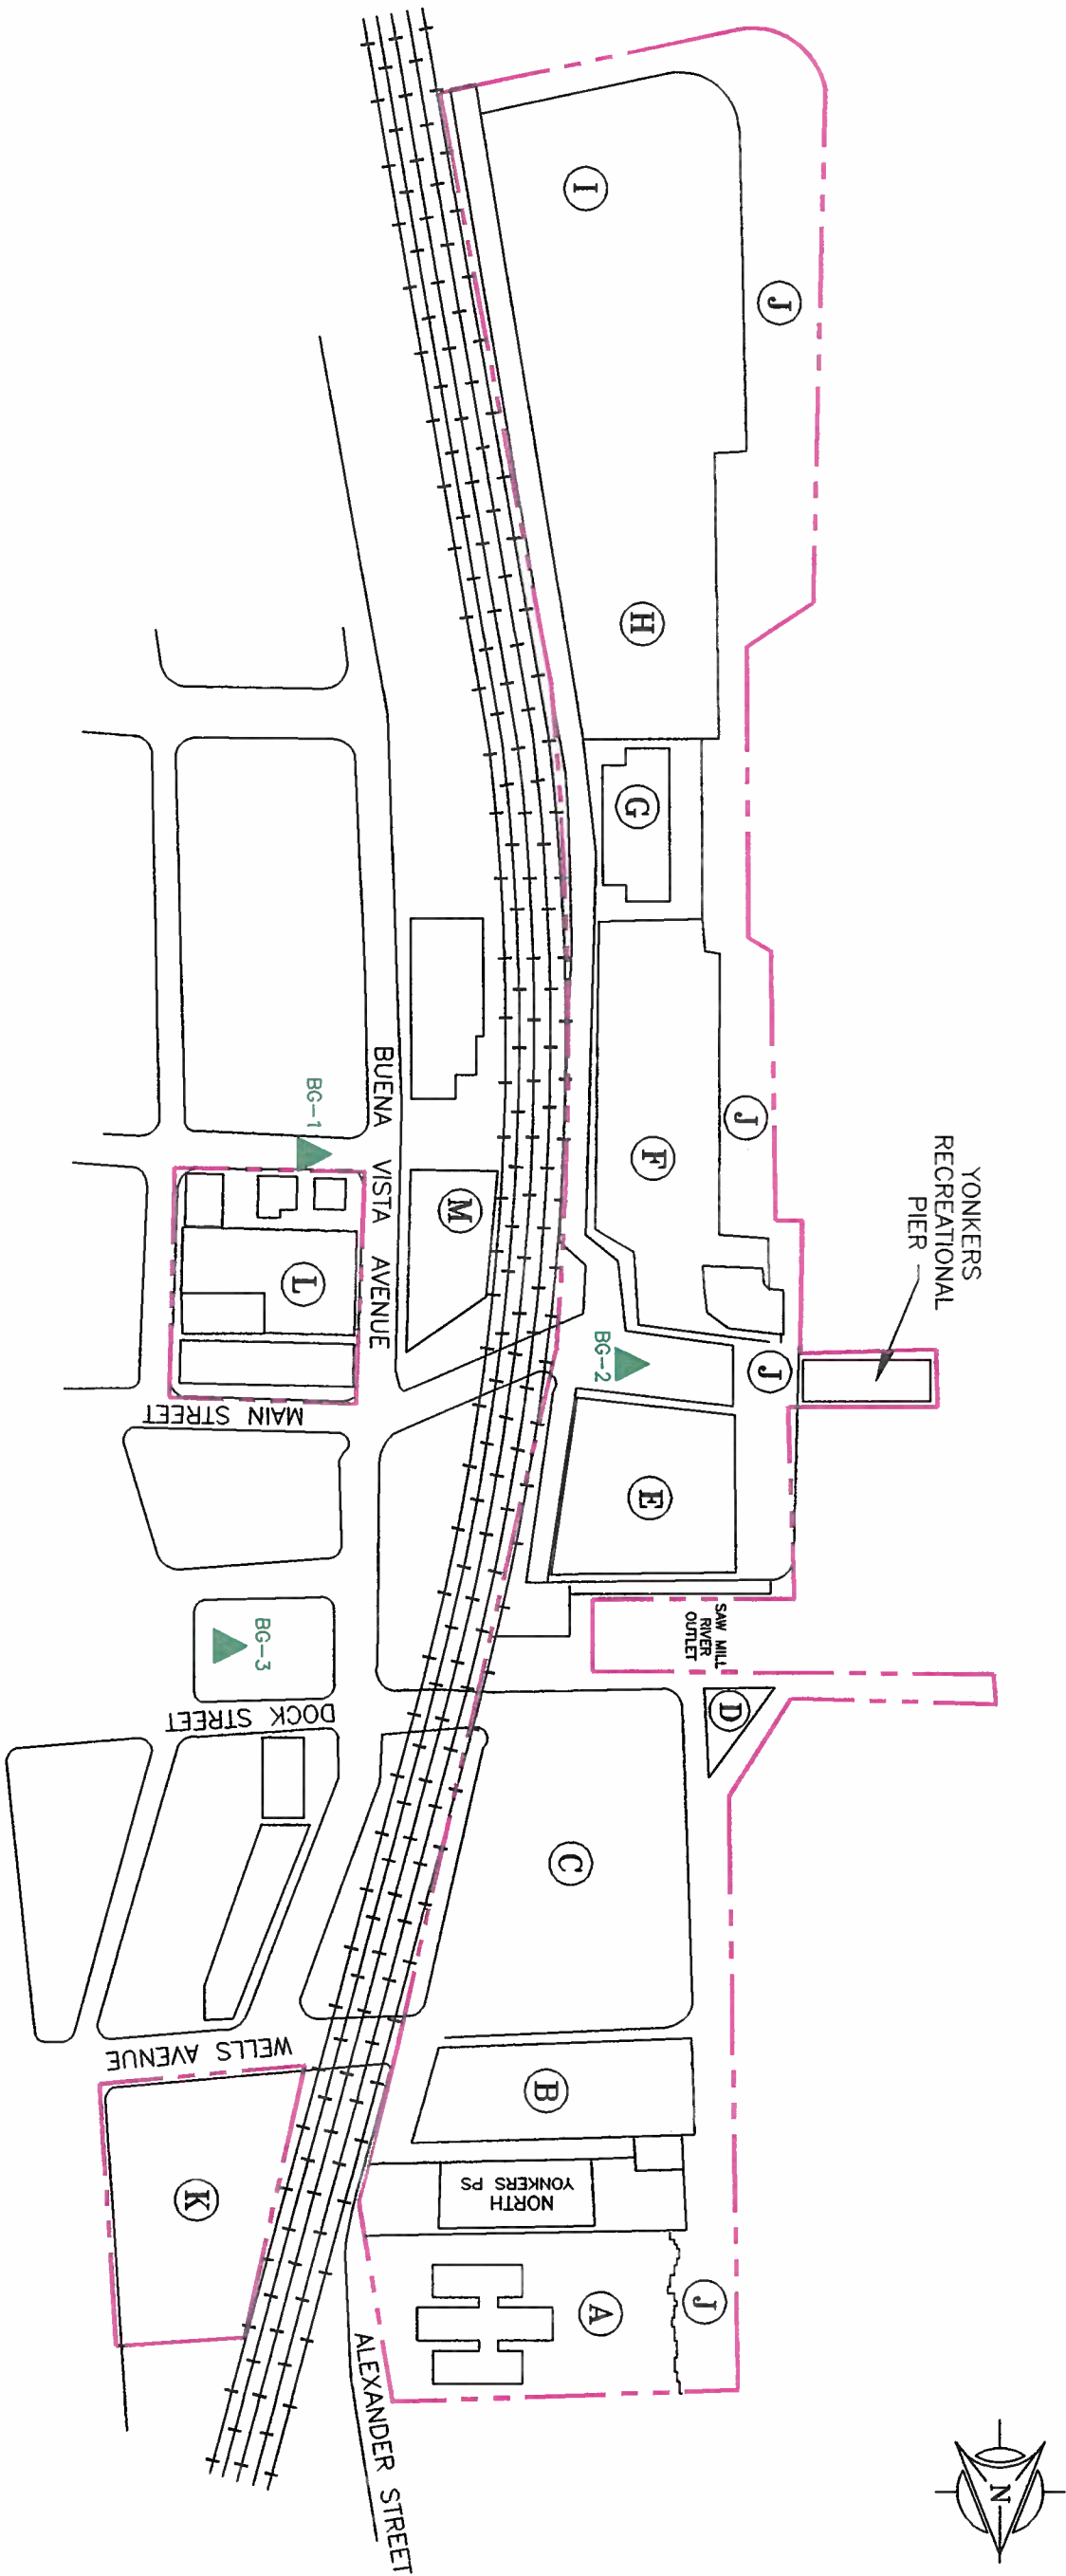 I
J
H
G
BUENA VISTA AVENUE
BG-1
F
J
YONKERS
RECREATIONAL
PIER
M
L
BG-2
J
MAIN STREET
E
SAW MILL
RIVER
OUTLET
BG-3
D
DOCK STREET
C
WELLS AVENUE
B
NORTH
YONKERS PS
K
A
J
ALEXANDER STREET
N